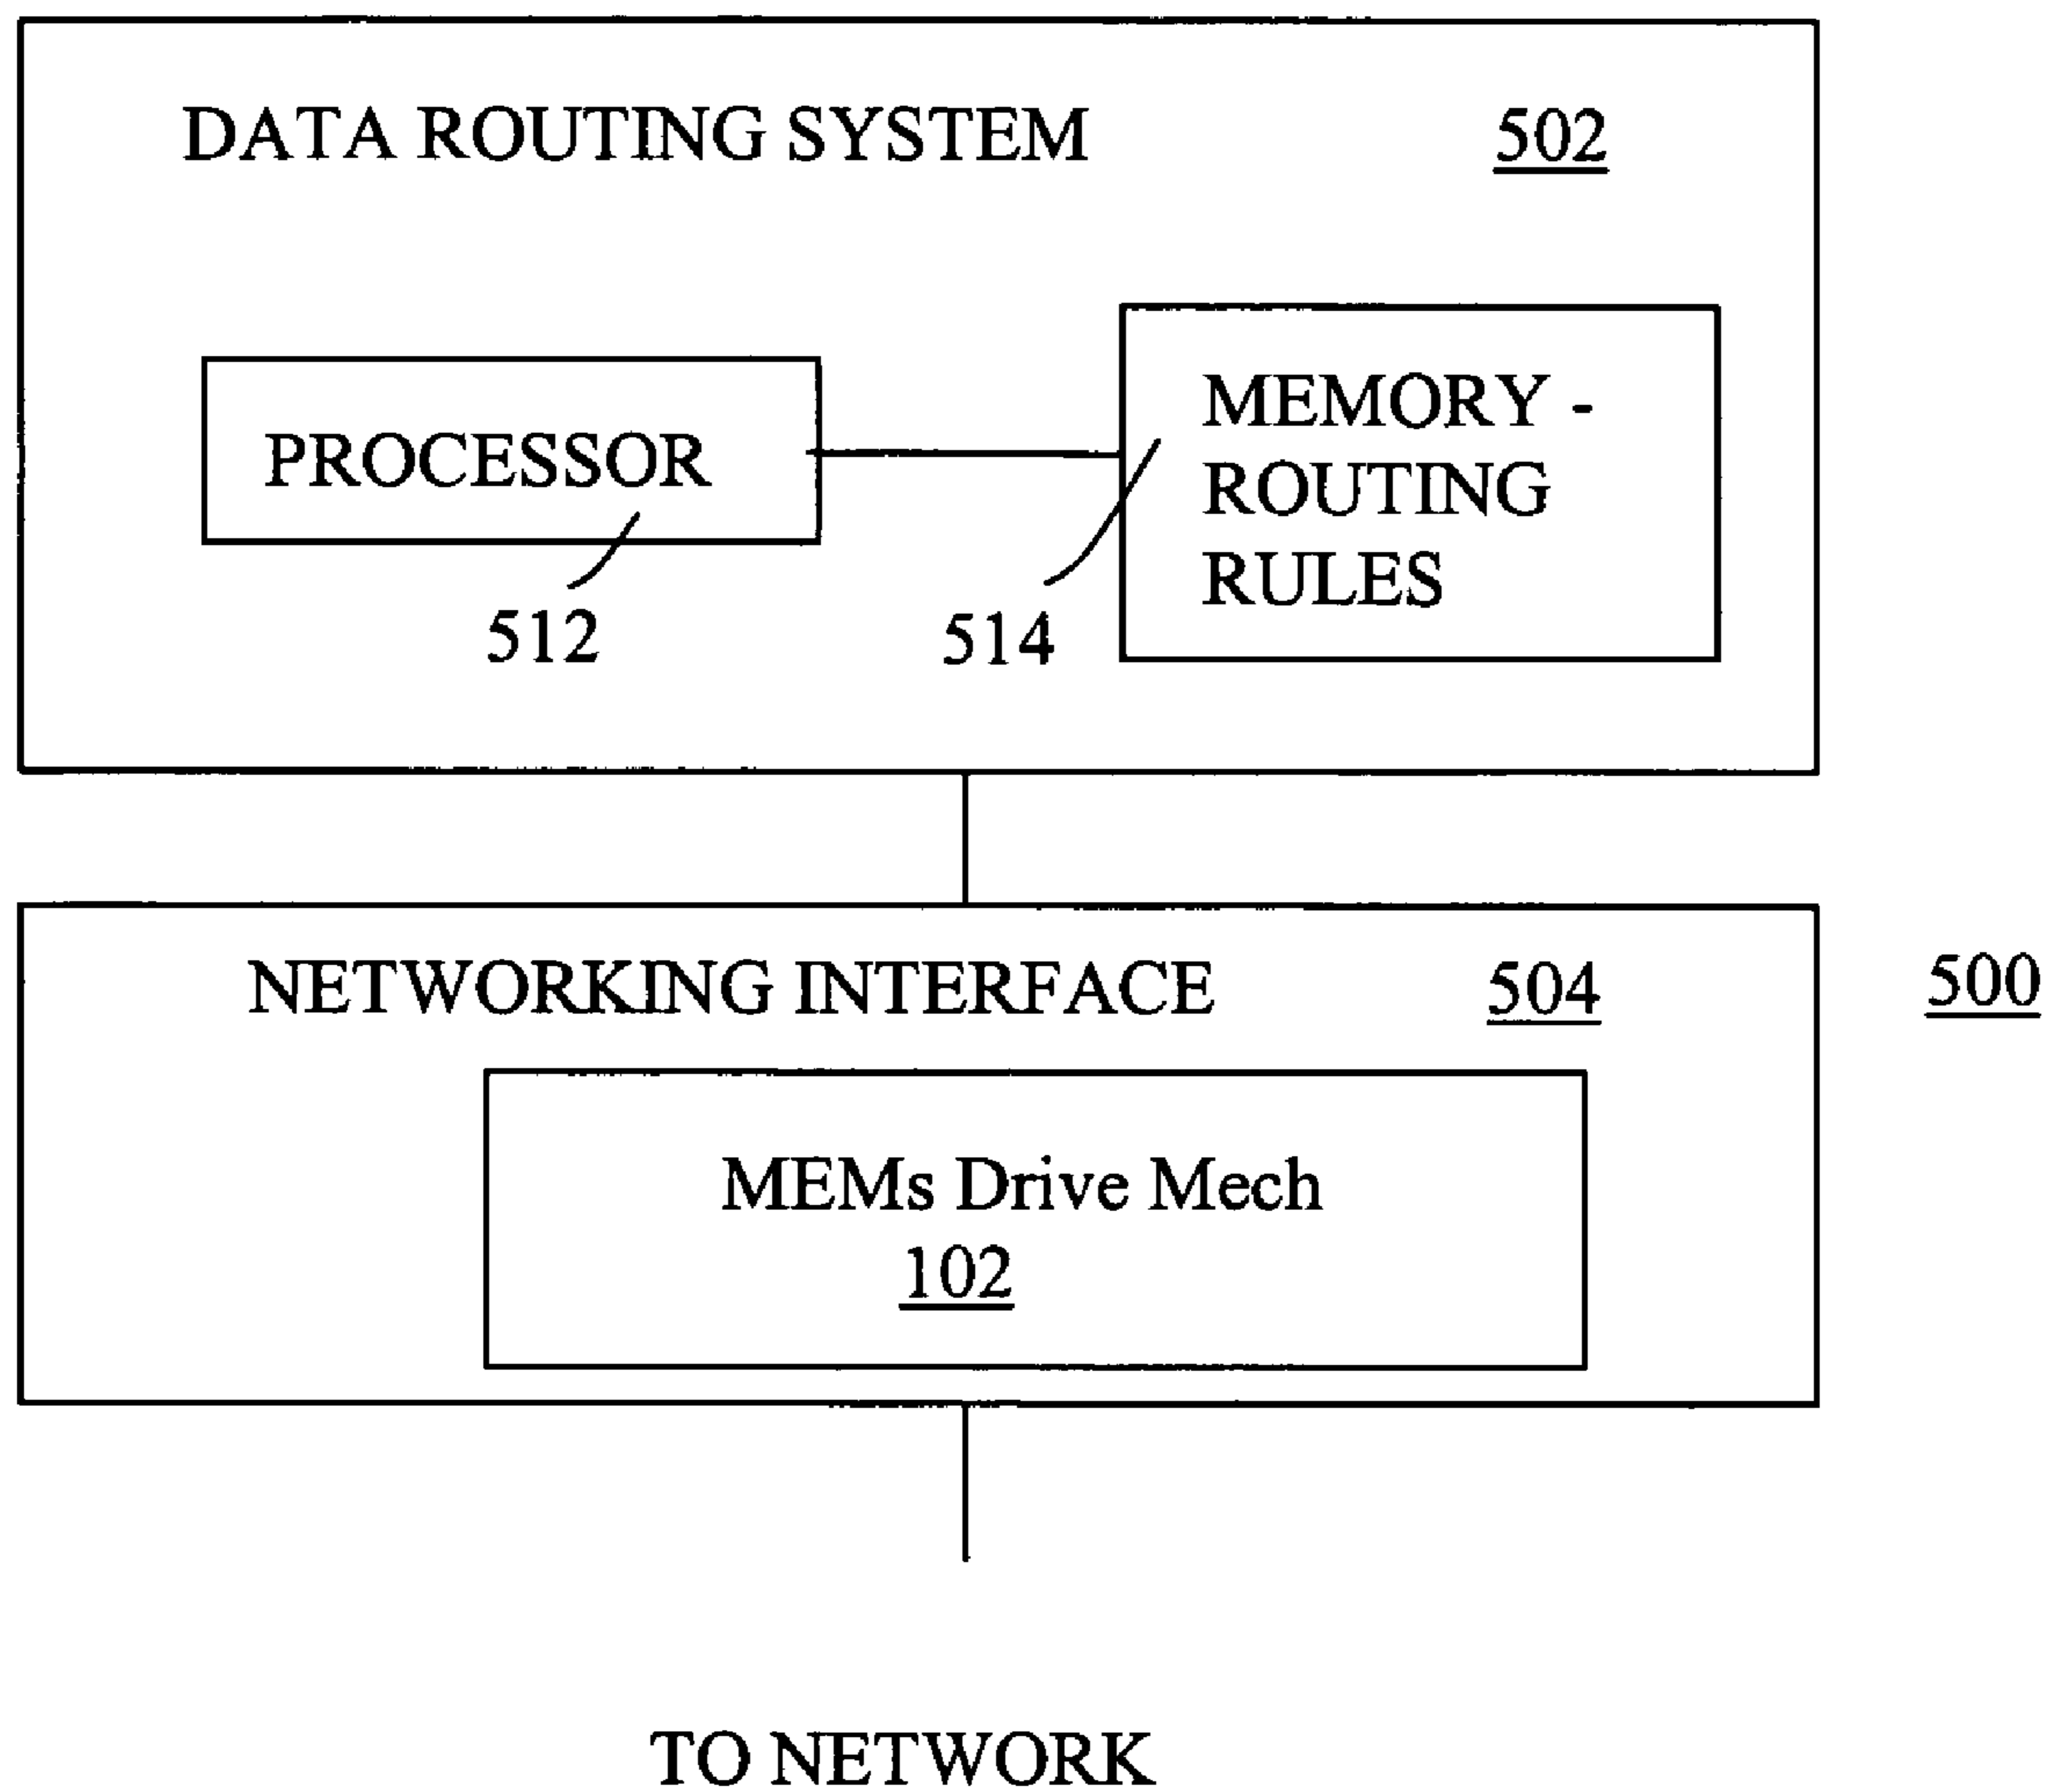 DATA ROUTING SYSTEM 502
PROCESSOR
MEMORY -
ROUTING
RULES
512
514
NETWORKING INTERFACE 504
500
MEMs Drive Mech
102
TO NETWORK